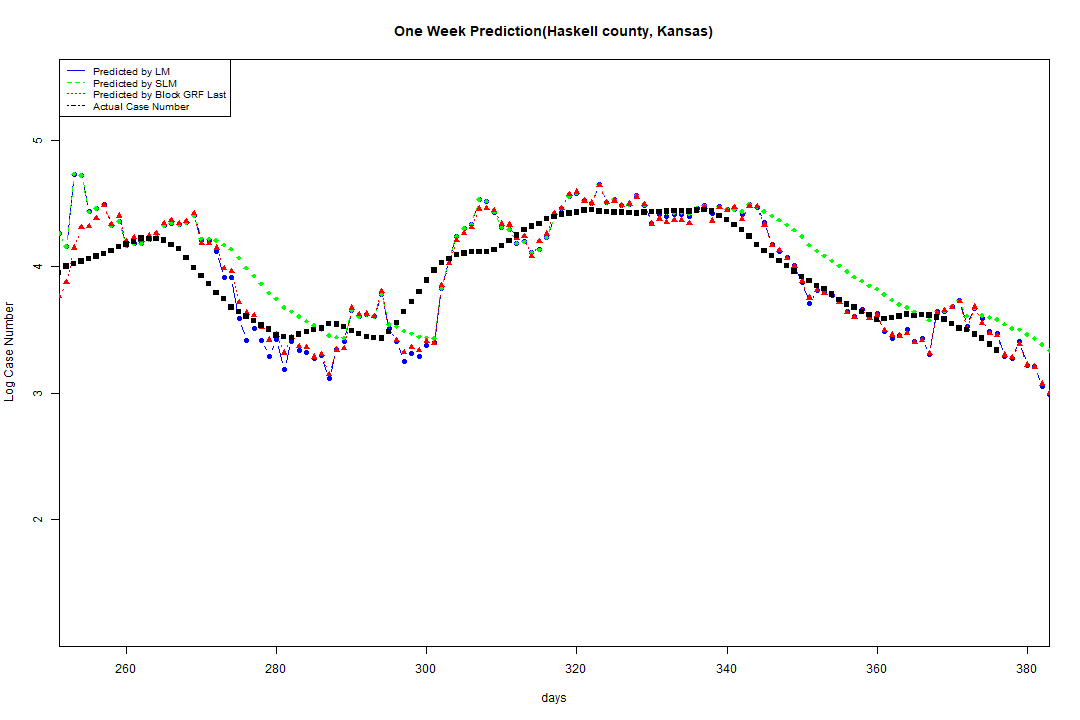 One Week Prediction(Haskell county, Kansas)
Predicted by LM
Predicted by SLM
Predicted by Block GRF Last
Actual Case Number
Log Case Number
5
4
3
2
260 280 300 320 340 360 380
days